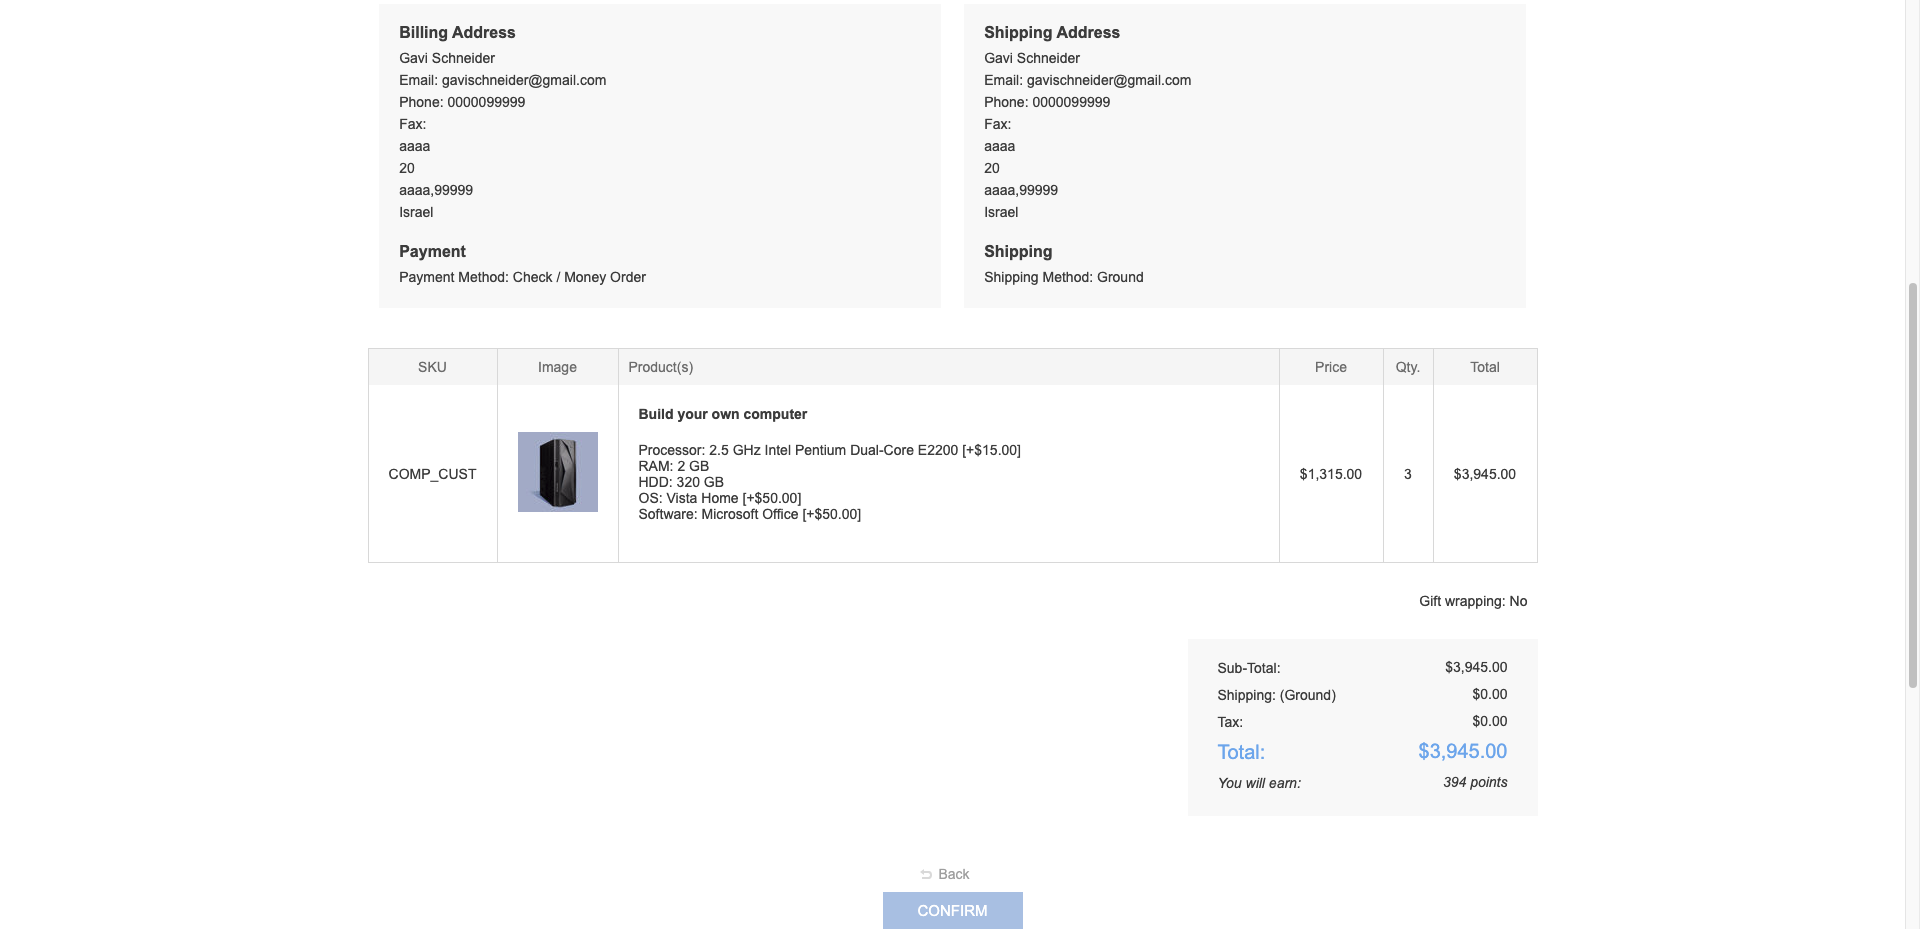 Billing Address
Gavi Schneider
Email: gavischneider@gmail.com
Phone: 0000099999
Fax:
aaaa
20
aaaa,99999
Israel
Payment
Payment Method: Check / Money Order
Shipping Address
Gavi Schneider
Email: gavischneider@gmail.com
Phone: 0000099999
Fax:
aaaa
20
aaaa,99999
Israel
Shipping
Shipping Method: Ground
SKU Image Product(s) Price Qty. Total
Build your own computer
Processor: 2.5 GHz Intel Pentium Dual-Core E2200 [+$15.00]
RAM: 2 GB
HDD: 320 GB
OS: Vista Home [+$50.00]
Software: Microsoft Office [+$50.00]
COMP_CUST $1,315.00 3 $3,945.00
Gift wrapping: No
Sub-Total: $3,945.00
Shipping: (Ground) $0.00
Tax: $0.00
Total: $3,945.00
You will earn: 394 points
Back
CONFIRM